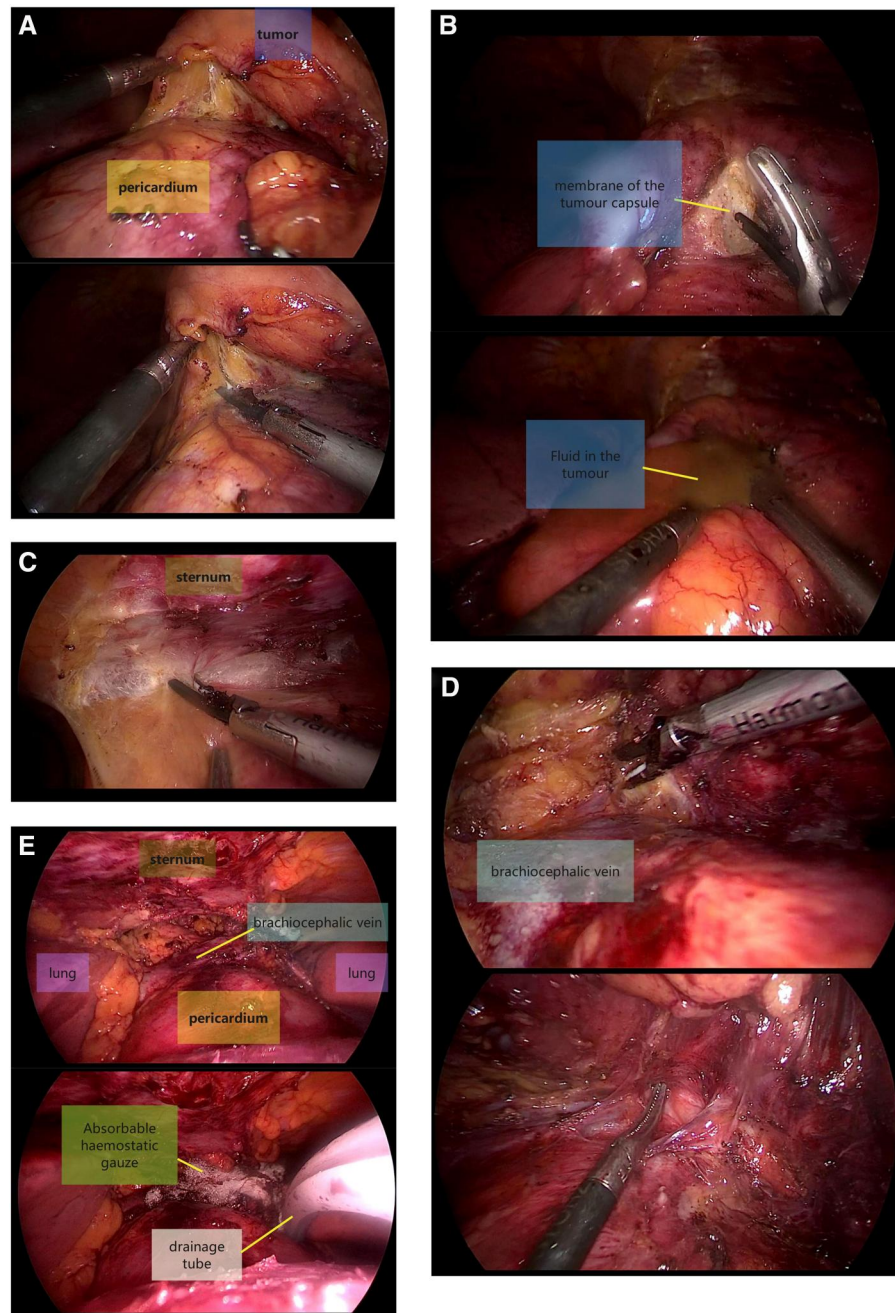 A
tumor
pericardium
B
membrane of the
tumour capsule
Fluid in the
tumour
C
sternum
D
Harmon
brachiocephalic vein
E
sternum
brachiocephalic vein
lung
lung
pericardium
Absorbable
haemostatic
gauze
drainage
tube